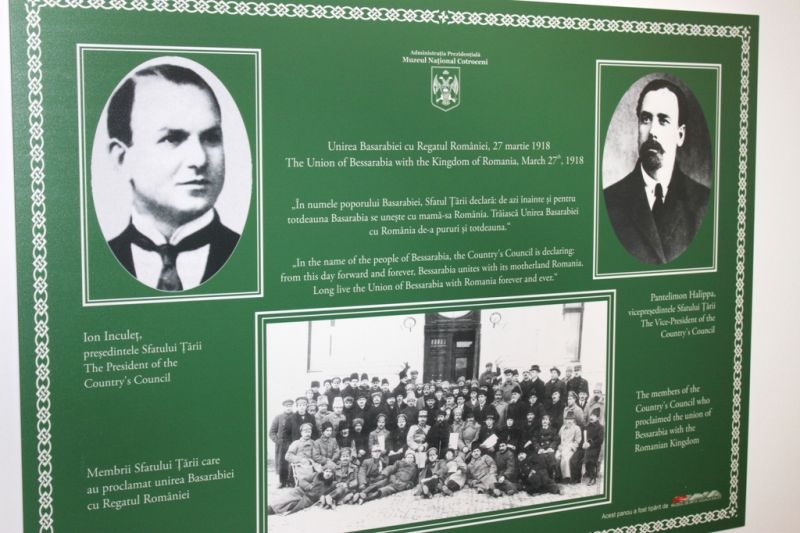 Administrația Prezidențială
Muzeul Național Cotroceni
Unirea Basarabiei cu Regatul României, 27 martie 1918
The Union of Bessarabia with the Kingdom of Romania, March 27th, 1918
„În numele poporului Basarabiei, Sfatul Țării declară: de azi înainte și pentru
totdeauna Basarabia se unește cu mamă-sa România. Trăiască Unirea Basarabiei
cu România de-a pururi și totdeauna.“
„In the name of the people of Bessarabia, the Country's Council is declaring:
from this day forward and forever, Bessarabia unites with its motherland Romania.
Long live the Union of Bessarabia with Romania forever and ever.“
Ion Inculeț,
președintele Sfatului Țării
The President of the
Country's Council
Pantelimon Halippa,
vicepreședintele Sfatului Țării
The Vice-President of the
Country's Council
Membrii Sfatului Țării care
au proclamat unirea Basarabiei
cu Regatul României
The members of the
Country's Council who
proclaimed the union of
Bessarabia with the
Romanian Kingdom
Acest panou a fost tipărit de